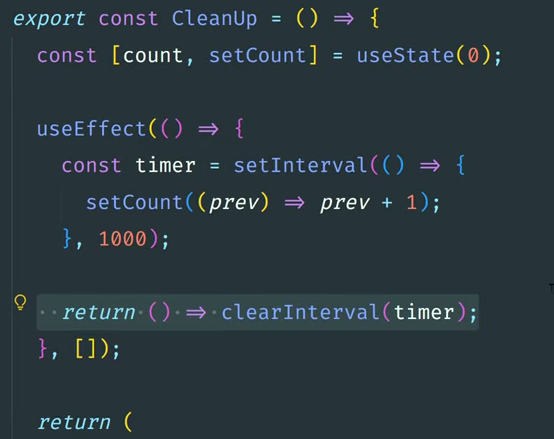 export const CleanUp = () => {
const [count, setCount] = useState(0);
useEffect(() => {
const timer = setInterval(() => {
setCount((prev) => prev + 1);
}, 1000);
return () => clearInterval(timer);
}, []);
return (